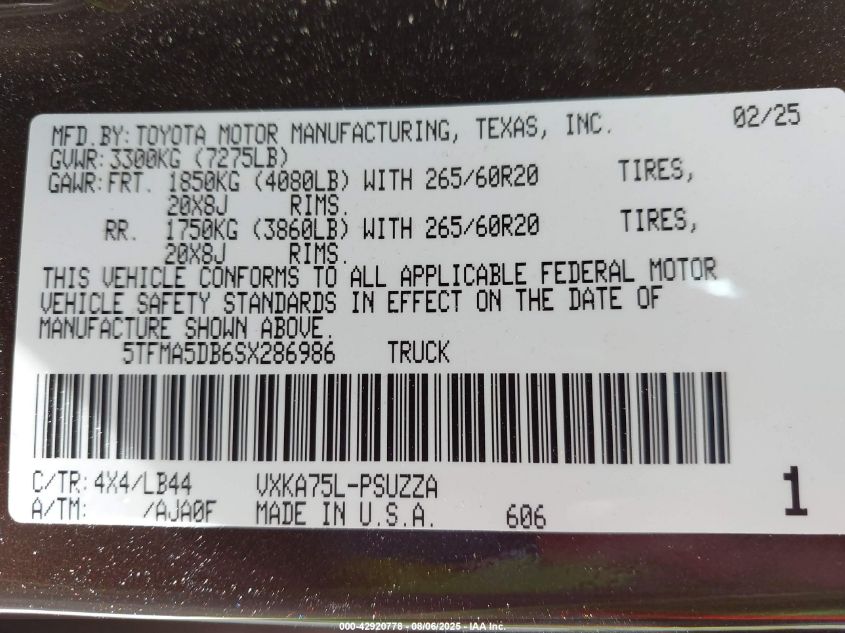 MFD.BY: TOYOTA MOTOR MANUFACTURING, TEXAS, INC. 02/25
GVWR: 3300KG (7275LB)
GAWR: FRT. 1850KG (4080LB) WITH 265/60R20 TIRES,
20X8J RIMS.
RR. 1750KG (3860LB) WITH 265/60R20 TIRES,
20X8J RIMS.
THIS VEHICLE CONFORMS TO ALL APPLICABLE FEDERAL MOTOR
VEHICLE SAFETY STANDARDS IN EFFECT ON THE DATE OF
MANUFACTURE SHOWN ABOVE.
5TFMA5DB6SX286986 TRUCK
C/TR: 4X4/LB44 VXKA75L-PSUZZA
A/TM: /AJA0F MADE IN U.S.A. 606
1
000-42920778 - 08/06/2025 - IAA Inc.